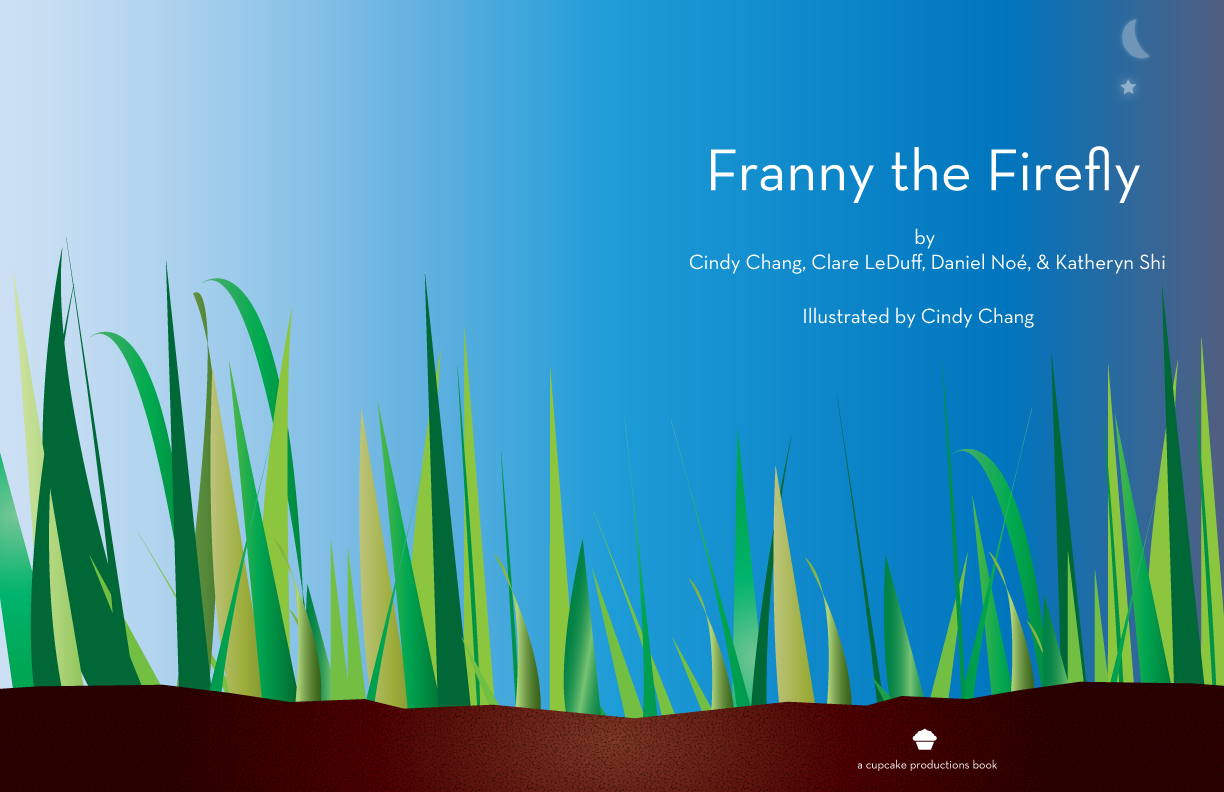 Franny the Firefly
by
Cindy Chang, Clare LeDuff, Daniel Noé, & Katheryn Shi
Illustrated by Cindy Chang
a cupcake productions book